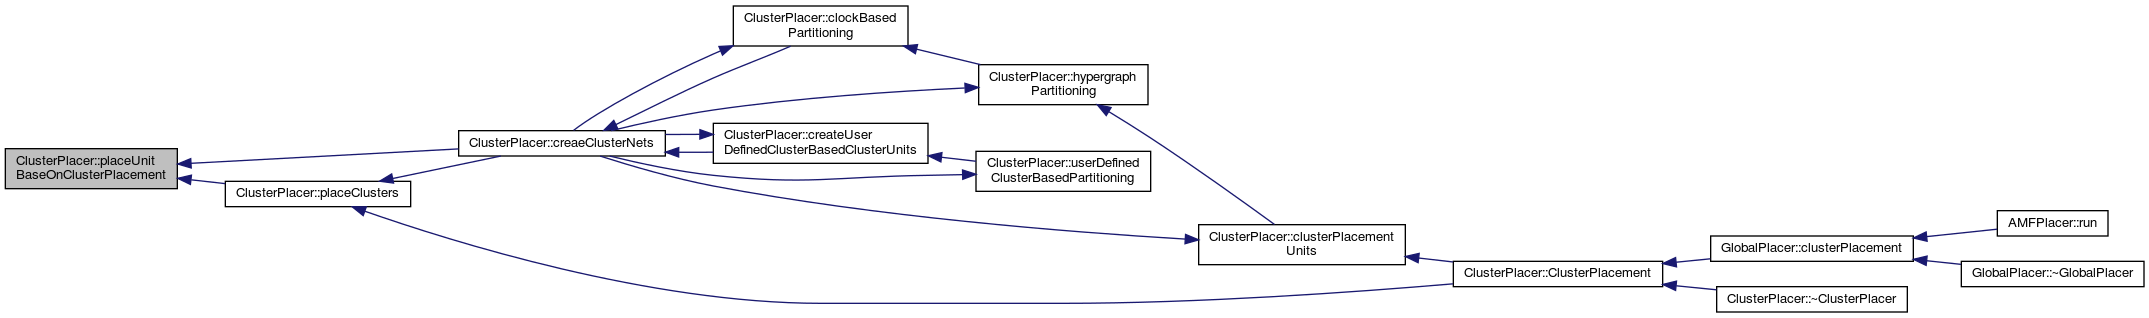 ClusterPlacer::placeUnit
BaseOnClusterPlacement
ClusterPlacer::placeClusters
ClusterPlacer::creaeClusterNets
ClusterPlacer::clockBased
Partitioning
ClusterPlacer::hypergraph
Partitioning
ClusterPlacer::createUser
DefinedClusterBasedClusterUnits
ClusterPlacer::userDefined
ClusterBasedPartitioning
ClusterPlacer::clusterPlacement
Units
ClusterPlacer::ClusterPlacement
GlobalPlacer::clusterPlacement
ClusterPlacer::~ClusterPlacer
AMFPlacer::run
GlobalPlacer::~GlobalPlacer